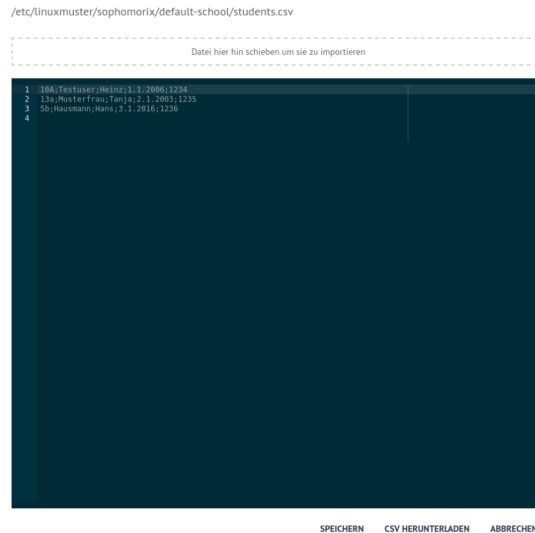 /etc/linuxmuster/sophomorix/default-school/students.csv
Datei hier hin schieben um sie zu importieren
1 10A;Testuser;Heinz;1.1.2006;1234
2 13a;Musterfrau;Tanja;2.1.2003;1235
3 5b;Hausmann;Hans;3.1.2016;1236
4
SPEICHERN CSV HERUNTERLADEN ABBRECHEN